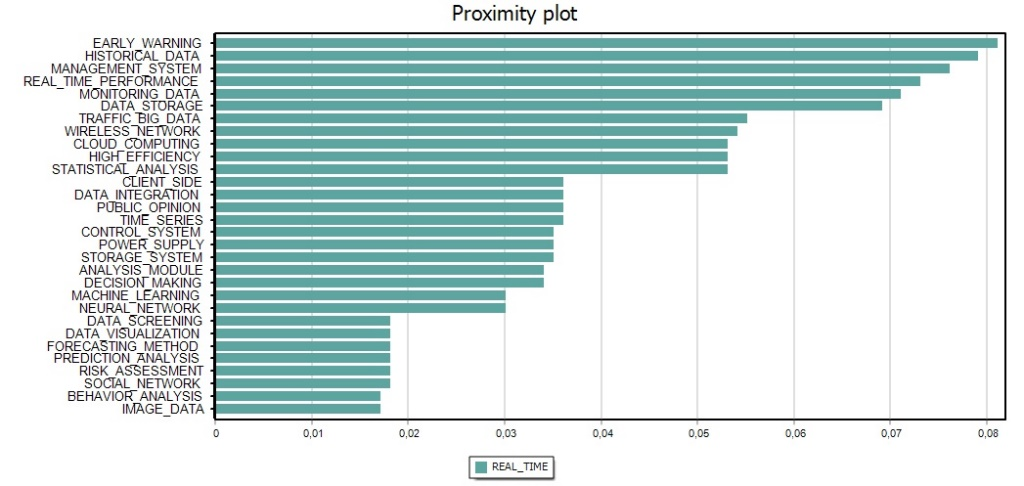 Proximity plot
EARLY_WARNING
HISTORICAL_DATA
MANAGEMENT_SYSTEM
REAL_TIME_PERFORMANCE
MONITORING_DATA
DATA_STORAGE
TRAFFIC_BIG_DATA
WIRELESS_NETWORK
CLOUD_COMPUTING
HIGH_EFFICIENCY
STATISTICAL_ANALYSIS
CLIENT_SIDE
DATA_INTEGRATION
PUBLIC_OPINION
TIME_SERIES
CONTROL_SYSTEM
POWER_SUPPLY
STORAGE_SYSTEM
ANALYSIS_MODULE
DECISION_MAKING
MACHINE_LEARNING
NEURAL_NETWORK
DATA_SCREENING
DATA_VISUALIZATION
FORECASTING_METHOD
PREDICTION_ANALYSIS
RISK_ASSESSMENT
SOCIAL_NETWORK
BEHAVIOR_ANALYSIS
IMAGE_DATA
0 0,01 0,02 0,03 0,04 0,05 0,06 0,07 0,08
REAL_TIME